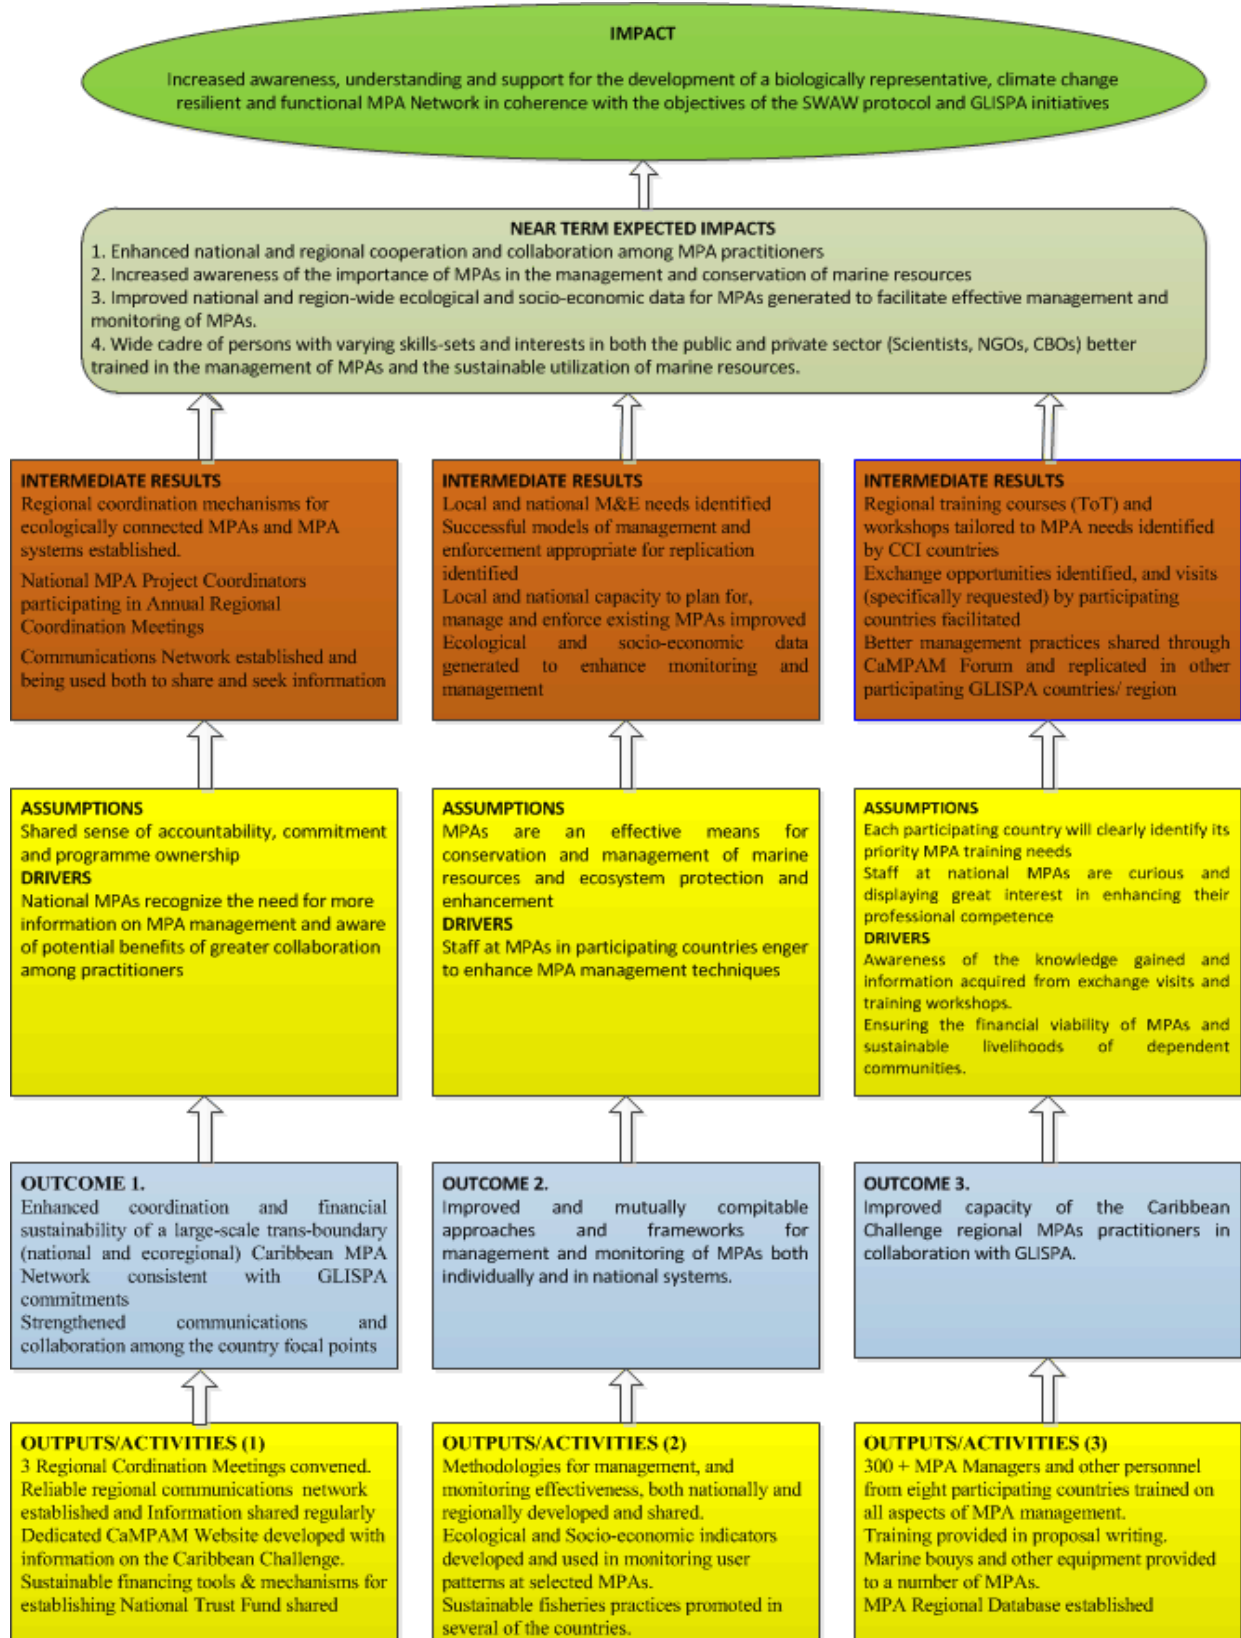 IMPACT
Increased awareness, understanding and support for the development of a biologically representative, climate change
resilient and functional MPA Network in coherence with the objectives of the SWAW protocol and GLISPA initiatives
NEAR TERM EXPECTED IMPACTS
1. Enhanced national and regional cooperation and collaboration among MPA practitioners
2. Increased awareness of the importance of MPAs in the management and conservation of marine resources
3. Improved national and region-wide ecological and socio-economic data for MPAs generated to facilitate effective management and
monitoring of MPAs.
4. Wide cadre of persons with varying skills-sets and interests in both the public and private sector (Scientists, NGOs, CBOs) better
trained in the management of MPAs and the sustainable utilization of marine resources.
INTERMEDIATE RESULTS
Regional coordination mechanisms for
ecologically connected MPAs and MPA
systems established.
National MPA Project Coordinators
participating in Annual Regional
Coordination Meetings
Communications Network established and
being used both to share and seek information
INTERMEDIATE RESULTS
Local and national M&E needs identified
Successful models of management and
enforcement appropriate for replication
identified
Local and national capacity to plan for,
manage and enforce existing MPAs improved
Ecological and socio-economic data
generated to enhance monitoring and
management
INTERMEDIATE RESULTS
Regional training courses (ToT) and
workshops tailored to MPA needs identified
by CCI countries
Exchange opportunities identified, and visits
(specifically requested) by participating
countries facilitated
Better management practices shared through
CaMPAM Forum and replicated in other
participating GLISPA countries/ region
ASSUMPTIONS
Shared sense of accountability, commitment
and programme ownership
DRIVERS
National MPAs recognize the need for more
information on MPA management and aware
of potential benefits of greater collaboration
among practitioners
ASSUMPTIONS
MPAs are an effective means for
conservation and management of marine
resources and ecosystem protection and
enhancement
DRIVERS
Staff at MPAs in participating countries enger
to enhance MPA management techniques
ASSUMPTIONS
Each participating country will clearly identify its
priority MPA training needs
Staff at national MPAs are curious and
displaying great interest in enhancing their
professional competence
DRIVERS
Awareness of the knowledge gained and
information acquired from exchange visits and
training workshops.
Ensuring the financial viability of MPAs and
sustainable livelihoods of dependent
communities.
OUTCOME 1.
Enhanced coordination and financial
sustainability of a large-scale trans-boundary
(national and ecoregional) Caribbean MPA
Network consistent with GLISPA
commitments
Strengthened communications and
collaboration among the country focal points
OUTCOME 2.
Improved and mutually compitable
approaches and frameworks for
management and monitoring of MPAs both
individually and in national systems.
OUTCOME 3.
Improved capacity of the Caribbean
Challenge regional MPAs practitioners in
collaboration with GLISPA.
OUTPUTS/ACTIVITIES (1)
3 Regional Cordination Meetings convened.
Reliable regional communications network
established and Information shared regularly
Dedicated CaMPAM Website developed with
information on the Caribbean Challenge.
Sustainable financing tools & mechanisms for
establishing National Trust Fund shared
OUTPUTS/ACTIVITIES (2)
Methodologies for management, and
monitoring effectiveness, both nationally and
regionally developed and shared.
Ecological and Socio-economic indicators
developed and used in monitoring user
patterns at selected MPAs.
Sustainable fisheries practices promoted in
several of the countries.
OUTPUTS/ACTIVITIES (3)
300 + MPA Managers and other personnel
from eight participating countries trained on
all aspects of MPA management.
Training provided in proposal writing.
Marine bouys and other equipment provided
to a number of MPAs.
MPA Regional Database established